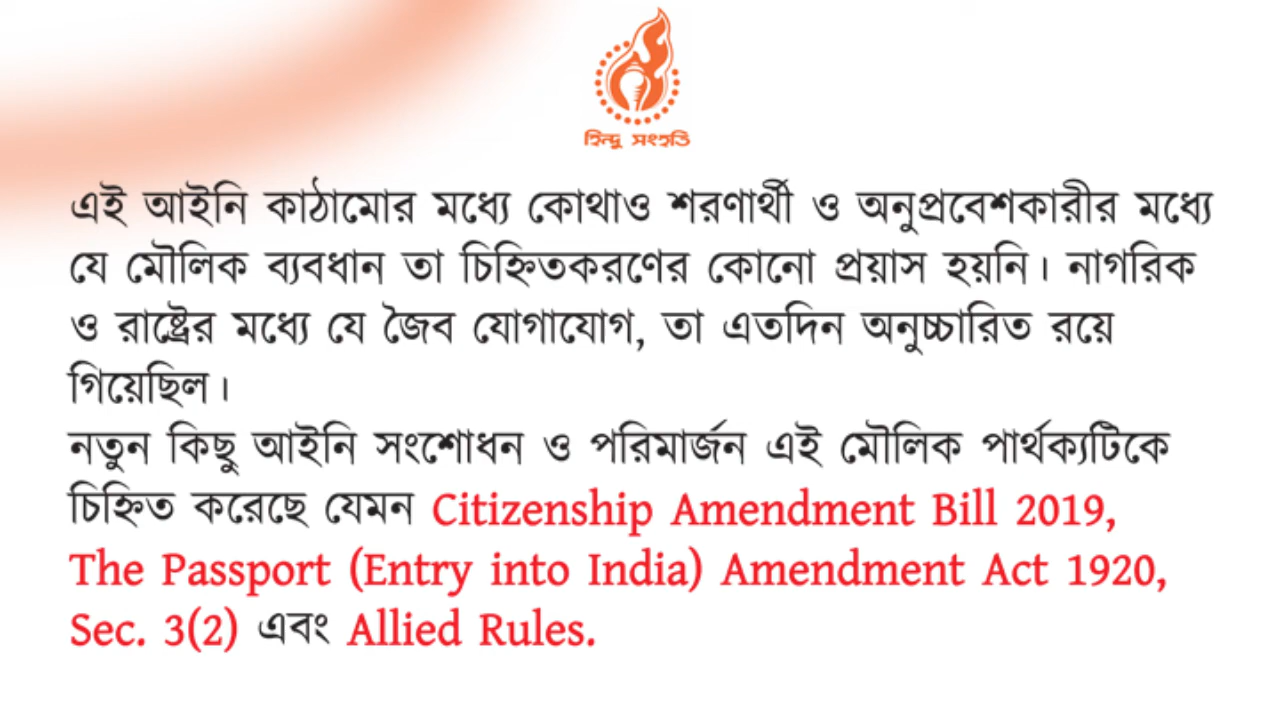 হিন্দু সংহতি
এই আইনি কাঠামোর মধ্যে কোথাও শরণার্থী ও অনুপ্রবেশকারীর মধ্যে
যে মৌলিক ব্যবধান তা চিহ্নিতকরণের কোনো প্রয়াস হয়নি। নাগরিক
ও রাষ্ট্রের মধ্যে যে জৈব যোগাযোগ, তা এতদিন অনুচ্চারিত রয়ে
গিয়েছিল।
নতুন কিছু আইনি সংশোধন ও পরিমার্জন এই মৌলিক পার্থক্যটিকে
চিহ্নিত করেছে যেমন Citizenship Amendment Bill 2019,
The Passport (Entry into India) Amendment Act 1920,
Sec. 3(2) এবং Allied Rules.